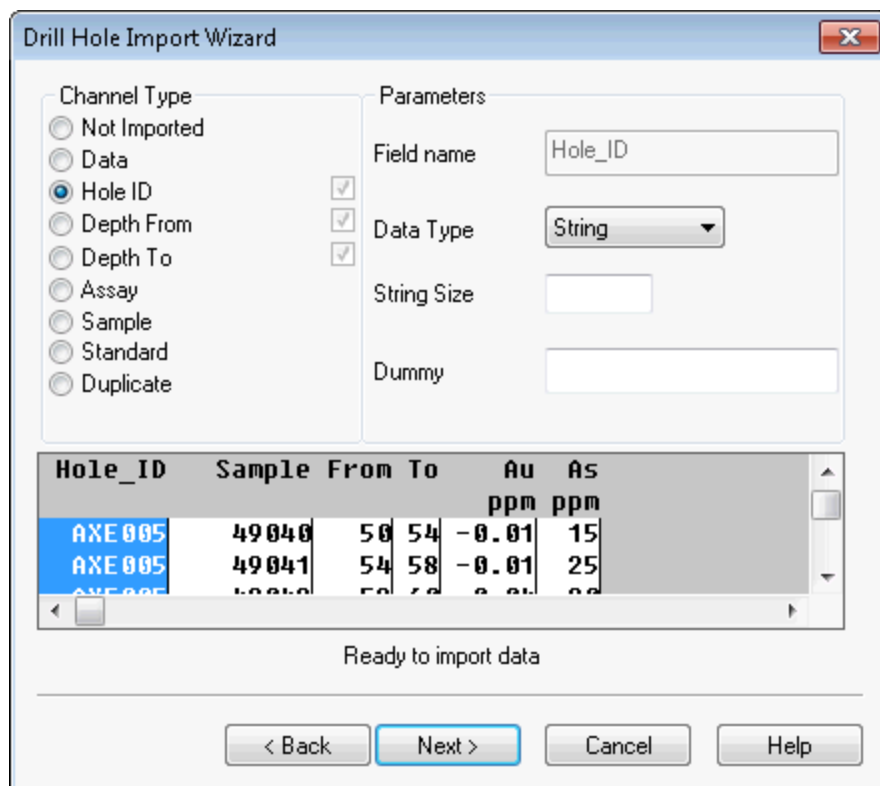 Drill Hole Import Wizard
Channel Type
Not Imported
Data
Hole ID
Depth From
Depth To
Assay
Sample
Standard
Duplicate
Parameters
Field name Hole_ID
Data Type String
String Size
Dummy
Hole_ID Sample From To Au As
ppm ppm
AXE005 49040 50 54 -0.01 15
AXE005 49041 54 58 -0.01 25
Ready to import data
< Back Next > Cancel Help